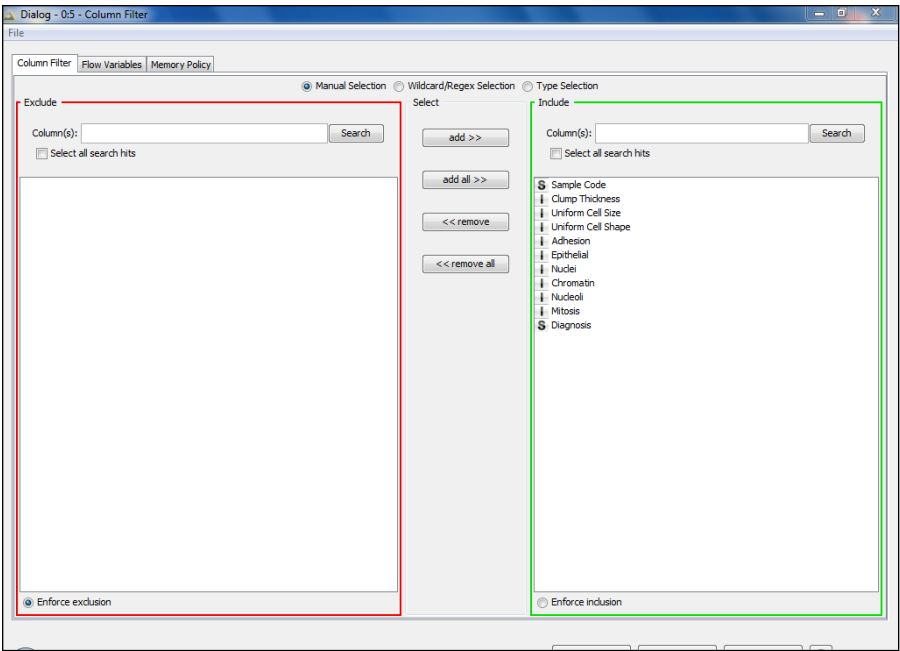 Dialog - 0:5 - Column Filter
File
Column Filter Flow Variables Memory Policy
Manual Selection Wildcard/Regex Selection Type Selection
Exclude Select Include
Column(s): Search add >> Column(s): Search
Select all search hits Select all search hits
add all >>
S Sample Code
I Clump Thickness
I Uniform Cell Size
<< remove I Uniform Cell Shape
I Adhesion
I Epithelial
<< remove all I Nuclei
I Chromatin
I Nucleoli
I Mitosis
S Diagnosis
Enforce exclusion Enforce inclusion